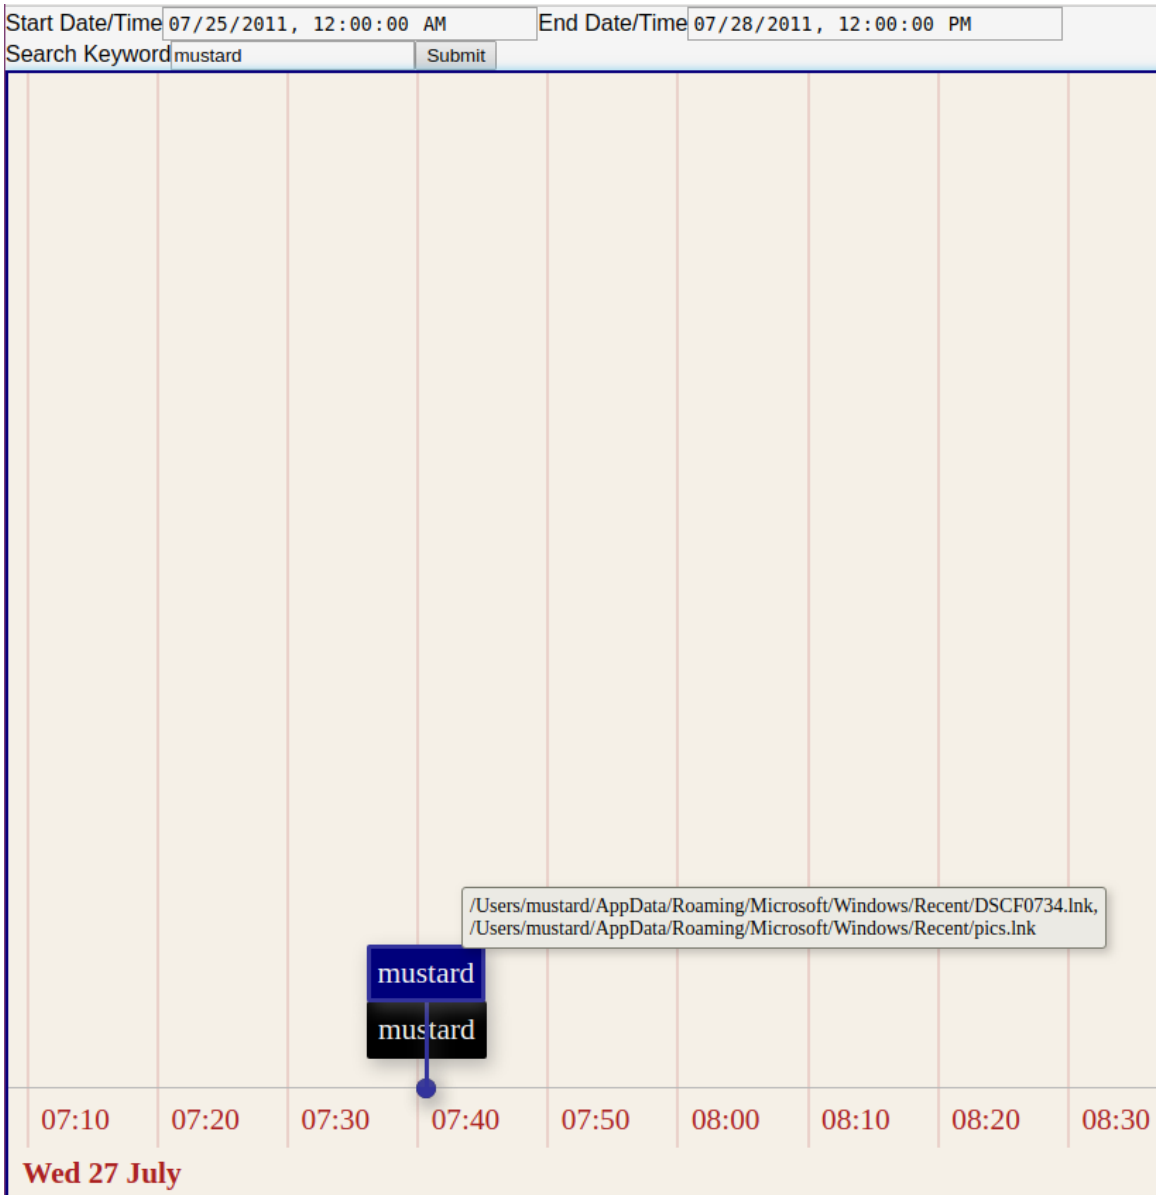 Start Date/Time 07/25/2011, 12:00:00 AM End Date/Time 07/28/2011, 12:00:00 PM
Search Keyword mustard Submit
/Users/mustard/AppData/Roaming/Microsoft/Windows/Recent/DSCF0734.lnk,
/Users/mustard/AppData/Roaming/Microsoft/Windows/Recent/pics.lnk
mustard
mustard
07:10 07:20 07:30 07:40 07:50 08:00 08:10 08:20 08:30
Wed 27 July